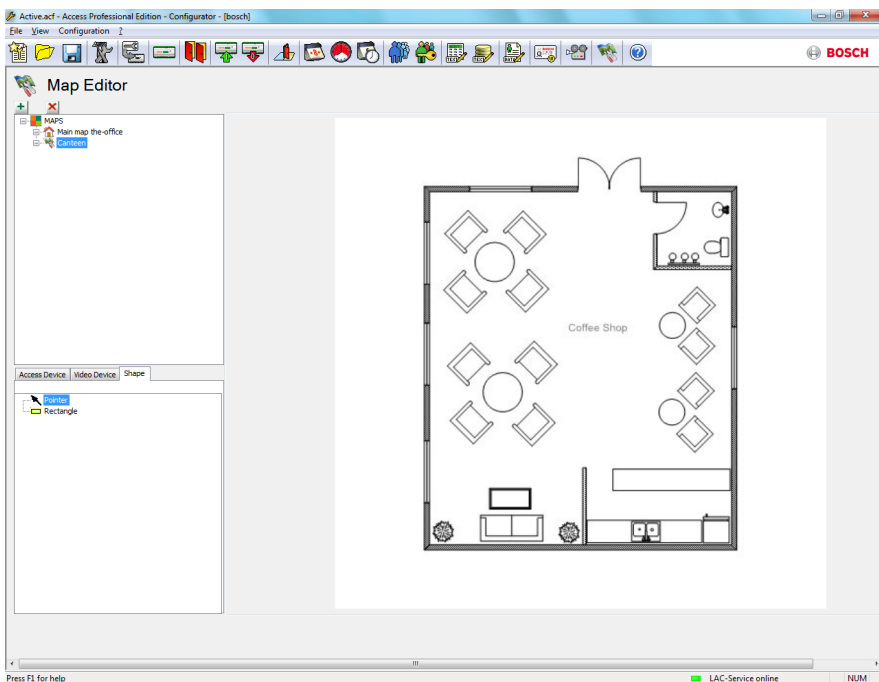 Active.acf - Access Professional Edition - Configurator - [bosch]
File View Configuration ?
BOSCH
Map Editor
MAPS
Main map the-office
Canteen
Coffee Shop
Access Device Video Device Shape
Pointer
Rectangle
Press F1 for help
LAC-Service online
NUM